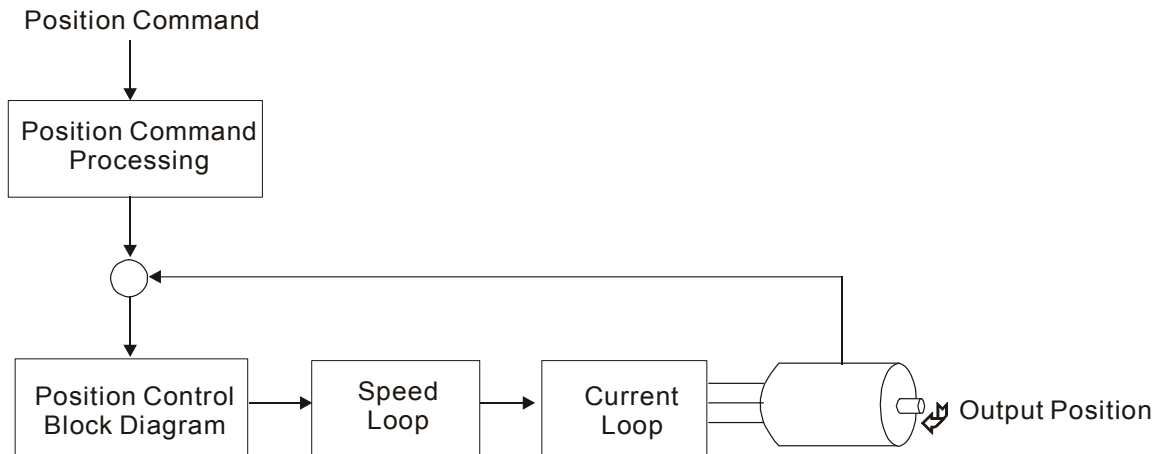 Position Command
Position Command
Processing
Position Control
Block Diagram
Speed
Loop
Current
Loop
Output Position